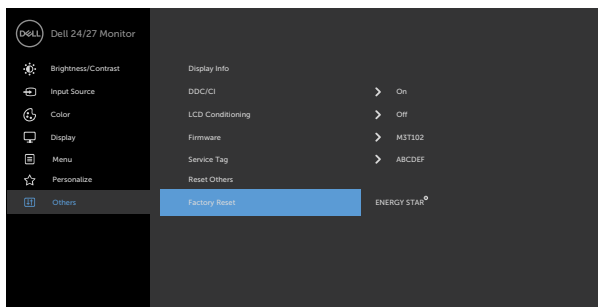 DELL Dell 24/27 Monitor
Brightness/Contrast Display Info
Input Source DDC/CI On
Color LCD Conditioning Off
Display Firmware M3T102
Menu Service Tag ABCDEF
Personalize Reset Others
Others Factory Reset ENERGY STAR®